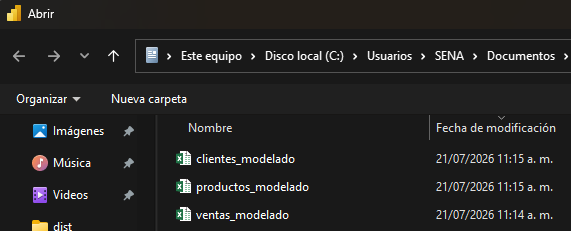 Abrir
Este equipo > Disco local (C:) > Usuarios > SENA > Documentos >
Organizar Nueva carpeta
Nombre Fecha de modificación
Imágenes
Música
Videos
dist
clientes_modelado 21/07/2026 11:15 a. m.
productos_modelado 21/07/2026 11:15 a. m.
ventas_modelado 21/07/2026 11:14 a. m.